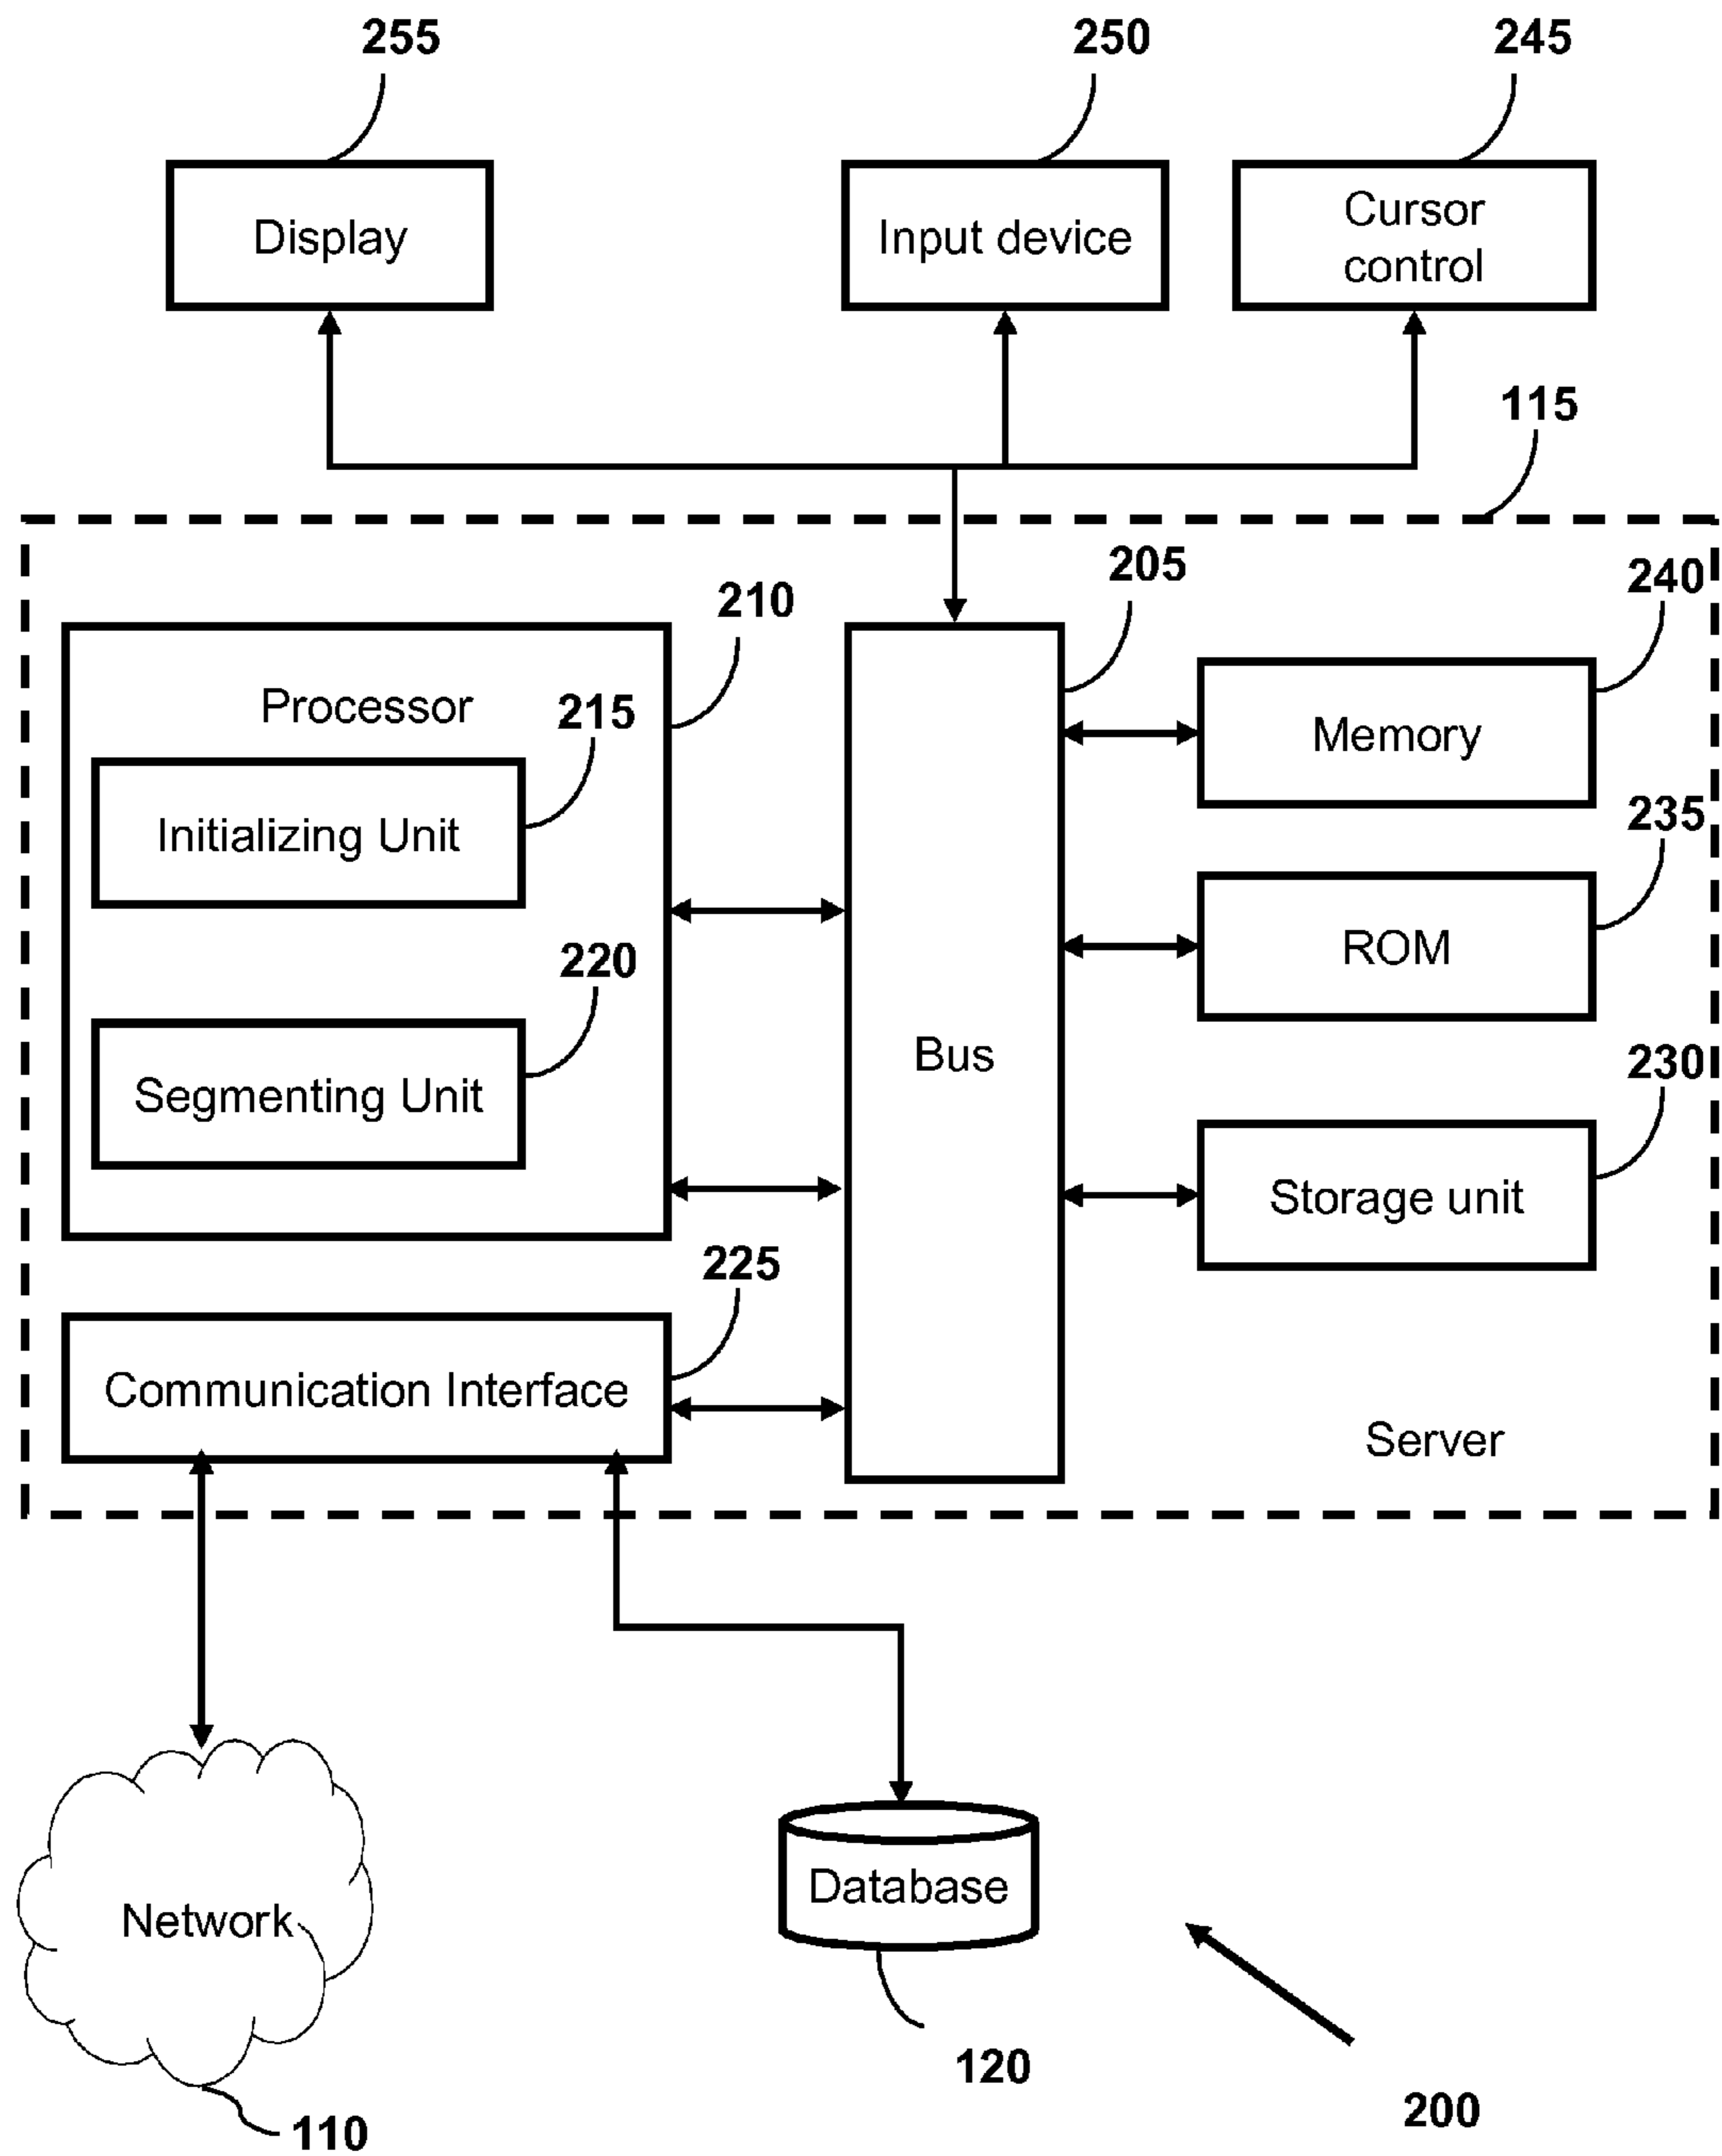 255
250
245
Display
Input device
Cursor
control
115
205
240
210
Processor
215
Memory
Initializing Unit
235
220
ROM
Bus
230
Segmenting Unit
Storage unit
225
Communication Interface
Server
Database
Network
120
200
110